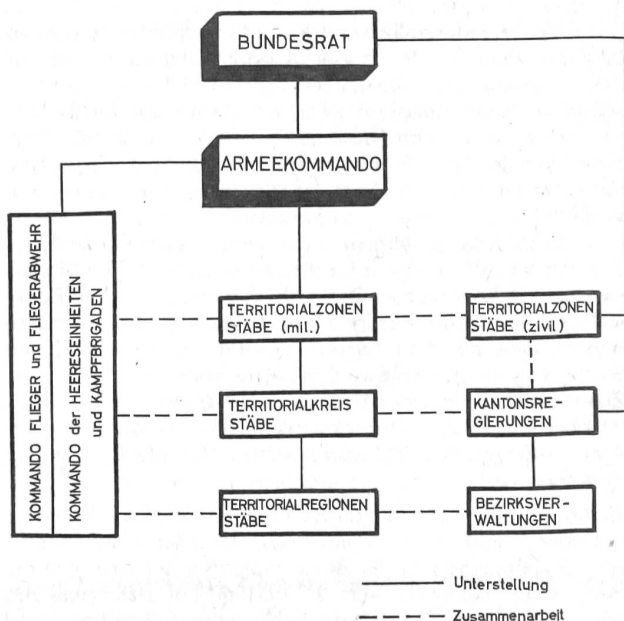 BUNDESRAT
ARMEEKOMMANDO
KOMMANDO FLIEGER und FLIEGERABWEHR
KOMMANDO der HEERESEINHEITEN
und KAMPFBRIGADEN
TERRITORIALZONEN
STÄBE (mil.)
TERRITORIALZONEN
STÄBE (zivil)
TERRITORIALKREIS
STÄBE
KANTONSRE-
GIERUNGEN
TERRITORIALREGIONEN
STÄBE
BEZIRKSVER-
WALTUNGEN
Unterstellung
Zusammenarbeit